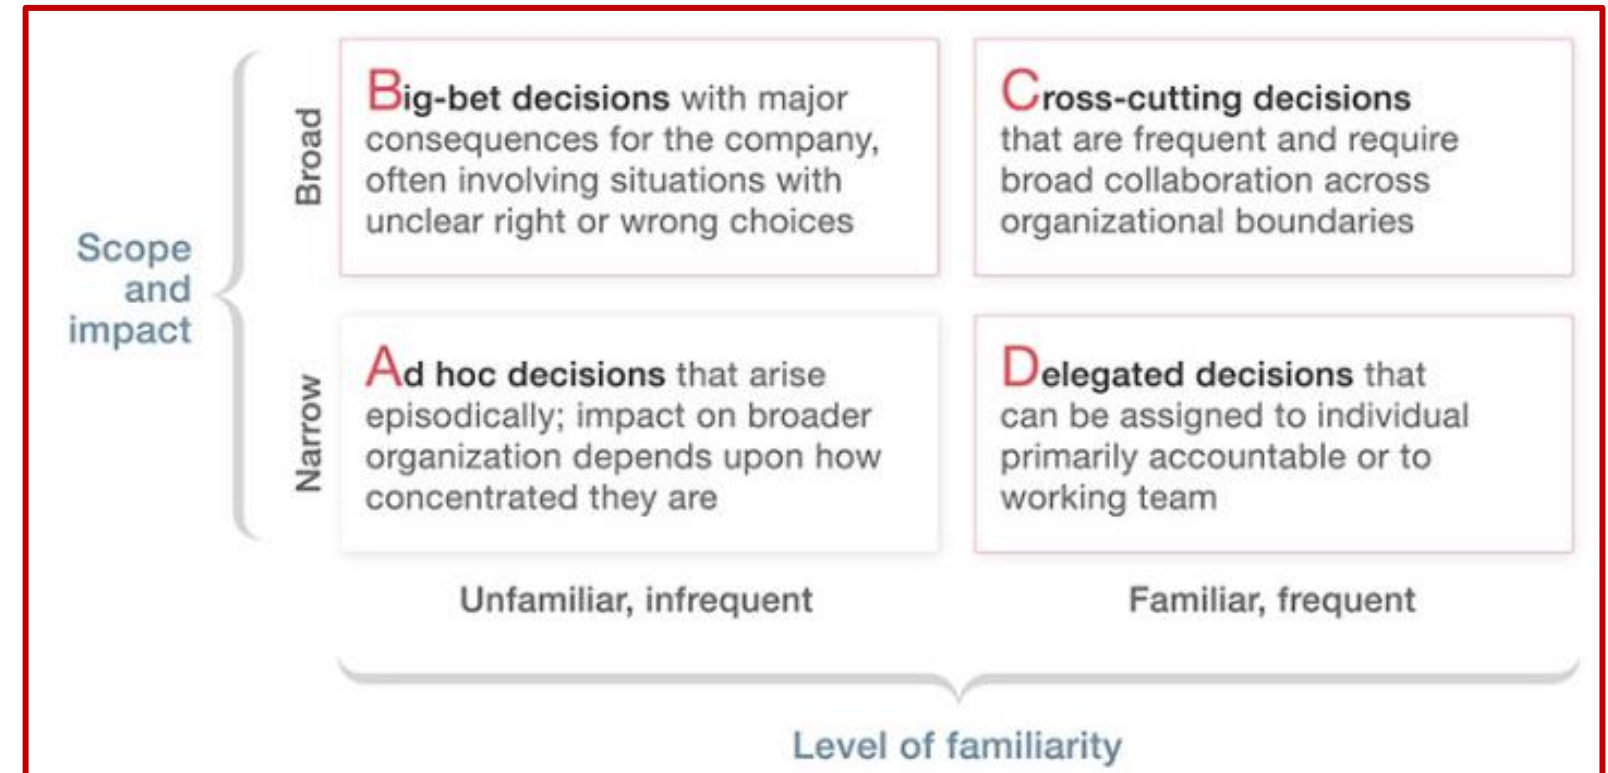 Scope
and
impact
Broad
Big-bet decisions with major
consequences for the company,
often involving situations with
unclear right or wrong choices
Cross-cutting decisions
that are frequent and require
broad collaboration across
organizational boundaries
Narrow
Ad hoc decisions that arise
episodically; impact on broader
organization depends upon how
concentrated they are
Delegated decisions that
can be assigned to individual
primarily accountable or to
working team
Unfamiliar, infrequent
Familiar, frequent
Level of familiarity